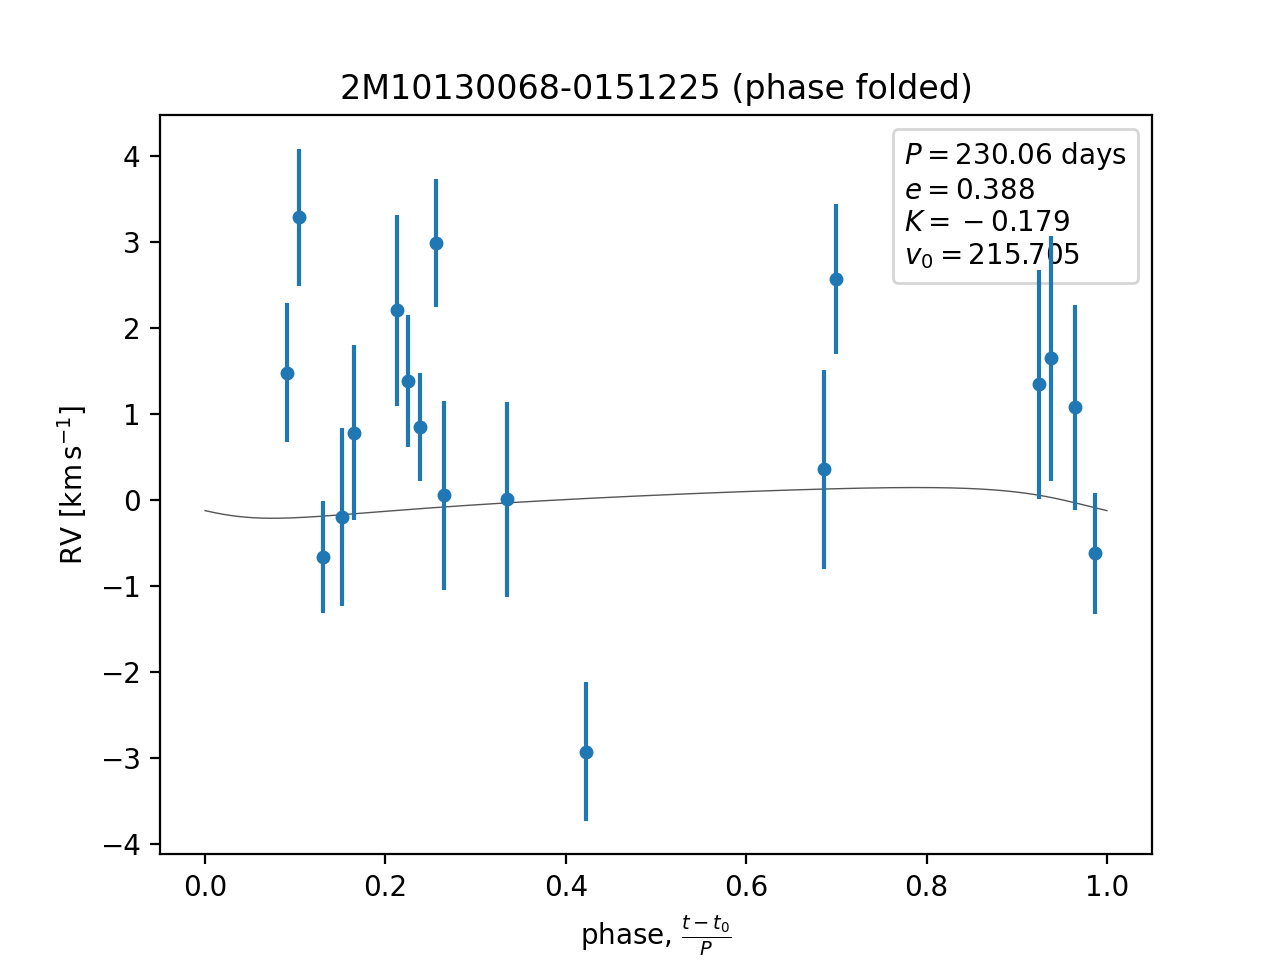 2M10130068-0151225 (phase folded)
P = 230.06 days
e = 0.388
K = −0.179
v₀ = 215.705
RV [km s⁻¹]
4
3
2
1
0
−1
−2
−3
−4
0.0 0.2 0.4 0.6 0.8 1.0
phase, (t − t₀)/P